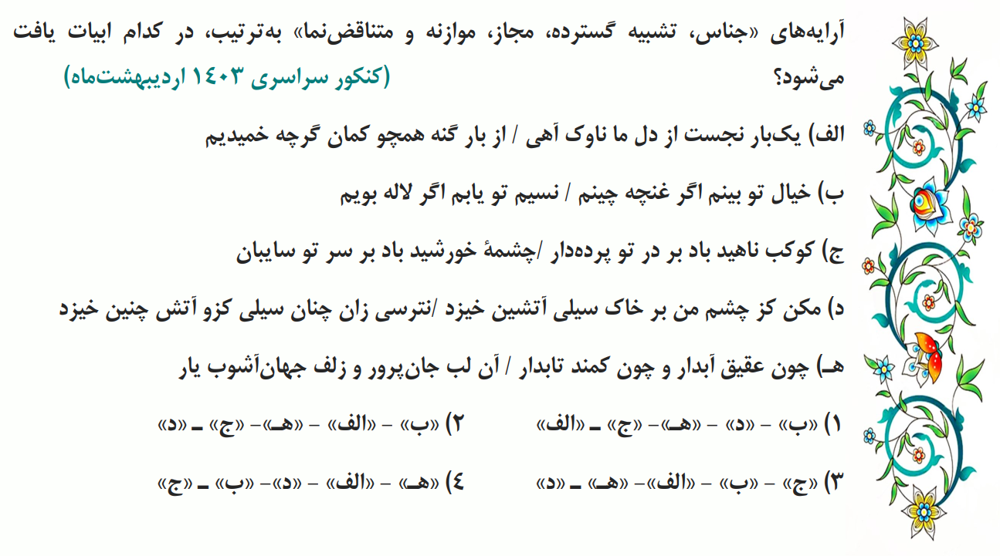 آرایه‌های «جناس، تشبیه گسترده، مجاز، موازنه و متناقض‌نما» به‌ترتیب، در کدام ابیات یافت
می‌شود؟ (کنکور سراسری ۱۴۰۳ اردیبهشت‌ماه)
الف) یک‌بار نجست از دل ما ناوک آهی / از بار گنه همچو کمان گرچه خمیدیم
ب) خیال تو بینم اگر غنچه چینم / نسیم تو یابم اگر لاله بویم
ج) کوکب ناهید باد بر در تو پرده‌دار /چشمهٔ خورشید باد بر سر تو سایبان
د) مکن کز چشم من بر خاک سیلی آتشین خیزد /نترسی زان چنان سیلی کزو آتش چنین خیزد
هـ) چون عقیق آبدار و چون کمند تابدار / آن لب جان‌پرور و زلف جهان‌آشوب یار
۱) «ب» – «د» – «هـ»– «ج» ـ «الف» ۲) «ب» – «الف» – «هـ»– «ج» ـ «د»
۳) «ج» – «ب» – «الف»– «هـ» ـ «د» ۴) «هـ» – «الف» – «د»– «ب» ـ «ج»